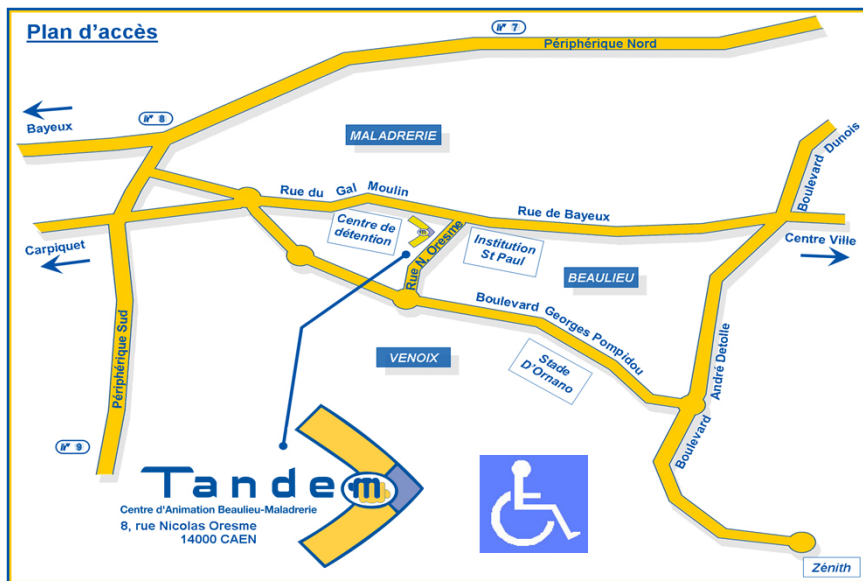 Plan d'accès
N° 7
Périphérique Nord
N° 8
Bayeux
MALADRERIE
Boulevard Dunois
Rue du Gal Moulin
Rue de Bayeux
Centre de
détention
Carpiquet
Centre Ville
Institution
St Paul
Rue N. Oresme
BEAULIEU
Boulevard Georges Pompidou
Périphérique Sud
VENOIX
Stade
D'Ornano
Boulevard André Detolle
N° 9
Tandem
Centre d'Animation Beaulieu-Maladrerie
8, rue Nicolas Oresme
14000 CAEN
Zénith